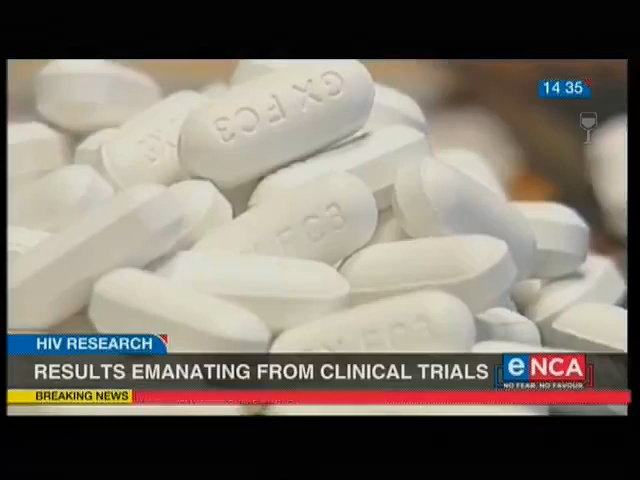 14 35
GX FC3
FC3
HIV RESEARCH
RESULTS EMANATING FROM CLINICAL TRIALS
eNCA
NO FEAR. NO FAVOUR.
BREAKING NEWS